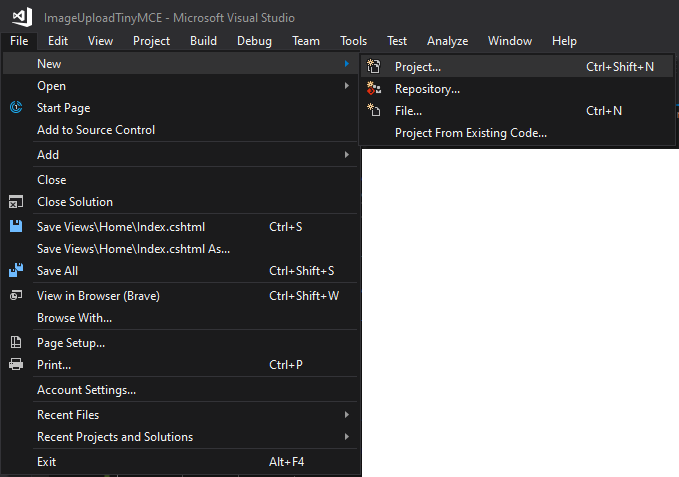 ImageUploadTinyMCE - Microsoft Visual Studio
File Edit View Project Build Debug Team Tools Test Analyze Window Help
New
Project... Ctrl+Shift+N
Open
Repository...
Start Page
File... Ctrl+N
Add to Source Control
Project From Existing Code...
Add
Close
Close Solution
Save Views\Home\Index.cshtml Ctrl+S
Save Views\Home\Index.cshtml As...
Save All Ctrl+Shift+S
View in Browser (Brave) Ctrl+Shift+W
Browse With...
Page Setup...
Print... Ctrl+P
Account Settings...
Recent Files
Recent Projects and Solutions
Exit Alt+F4